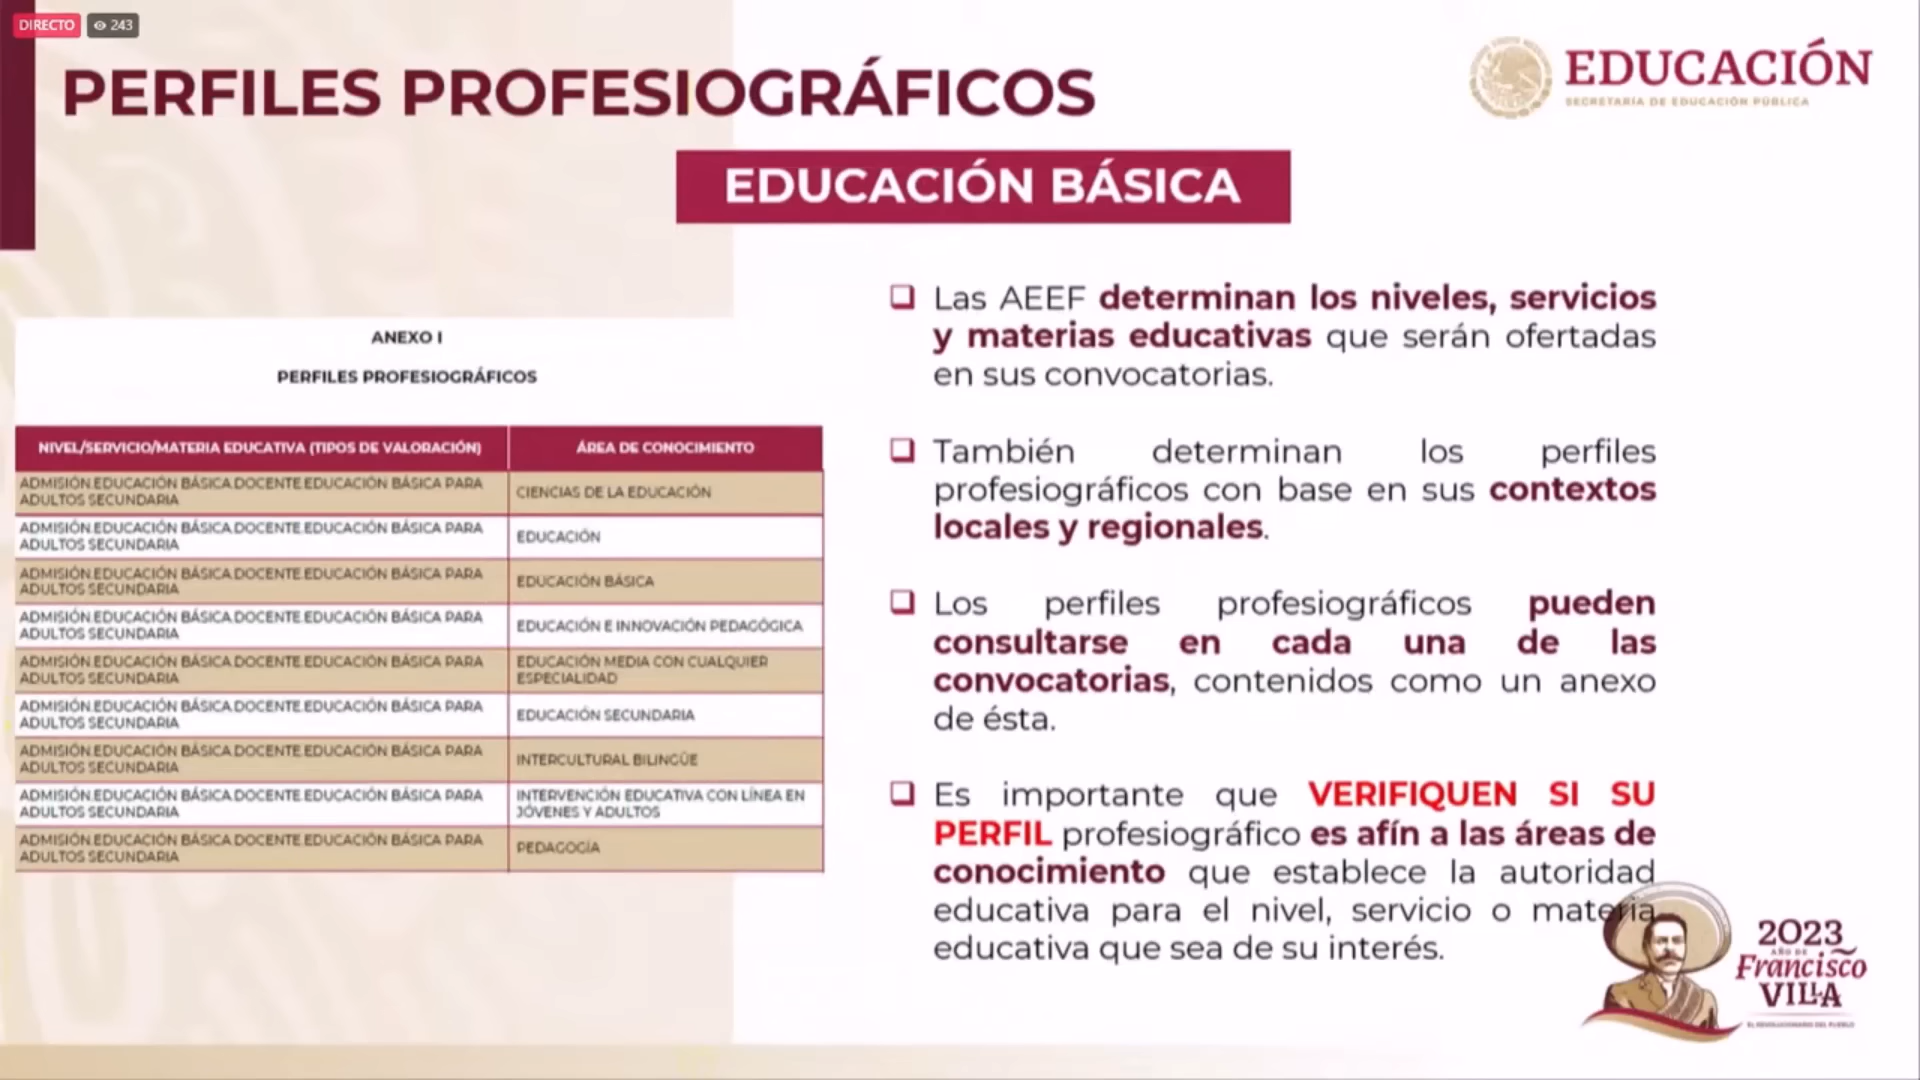 DIRECTO
243
PERFILES PROFESIOGRÁFICOS
EDUCACIÓN
SECRETARÍA DE EDUCACIÓN PÚBLICA
EDUCACIÓN BÁSICA
ANEXO I
PERFILES PROFESIOGRÁFICOS
NIVEL/SERVICIO/MATERIA EDUCATIVA (TIPOS DE VALORACIÓN) ÁREA DE CONOCIMIENTO
ADMISIÓN.EDUCACIÓN BÁSICA.DOCENTE.EDUCACIÓN BÁSICA PARA
ADULTOS SECUNDARIA
CIENCIAS DE LA EDUCACIÓN
ADMISIÓN.EDUCACIÓN BÁSICA.DOCENTE.EDUCACIÓN BÁSICA PARA
ADULTOS SECUNDARIA
EDUCACIÓN
ADMISIÓN.EDUCACIÓN BÁSICA.DOCENTE.EDUCACIÓN BÁSICA PARA
ADULTOS SECUNDARIA
EDUCACIÓN BÁSICA
ADMISIÓN.EDUCACIÓN BÁSICA.DOCENTE.EDUCACIÓN BÁSICA PARA
ADULTOS SECUNDARIA
EDUCACIÓN E INNOVACIÓN PEDAGÓGICA
ADMISIÓN.EDUCACIÓN BÁSICA.DOCENTE.EDUCACIÓN BÁSICA PARA
ADULTOS SECUNDARIA
EDUCACIÓN MEDIA CON CUALQUIER
ESPECIALIDAD
ADMISIÓN.EDUCACIÓN BÁSICA.DOCENTE.EDUCACIÓN BÁSICA PARA
ADULTOS SECUNDARIA
EDUCACIÓN SECUNDARIA
ADMISIÓN.EDUCACIÓN BÁSICA.DOCENTE.EDUCACIÓN BÁSICA PARA
ADULTOS SECUNDARIA
INTERCULTURAL BILINGÜE
ADMISIÓN.EDUCACIÓN BÁSICA.DOCENTE.EDUCACIÓN BÁSICA PARA
ADULTOS SECUNDARIA
INTERVENCIÓN EDUCATIVA CON LÍNEA EN
JÓVENES Y ADULTOS
ADMISIÓN.EDUCACIÓN BÁSICA.DOCENTE.EDUCACIÓN BÁSICA PARA
ADULTOS SECUNDARIA
PEDAGOGÍA
Las AEEF determinan los niveles, servicios
y materias educativas que serán ofertadas
en sus convocatorias.
También determinan los perfiles
profesiográficos con base en sus contextos
locales y regionales.
Los perfiles profesiográficos pueden
consultarse en cada una de las
convocatorias, contenidos como un anexo
de ésta.
Es importante que VERIFIQUEN SI SU
PERFIL profesiográfico es afín a las áreas de
conocimiento que establece la autoridad
educativa para el nivel, servicio o materia
educativa que sea de su interés.
2023
AÑO DE
Francisco
VILLA
EL REVOLUCIONARIO DEL PUEBLO